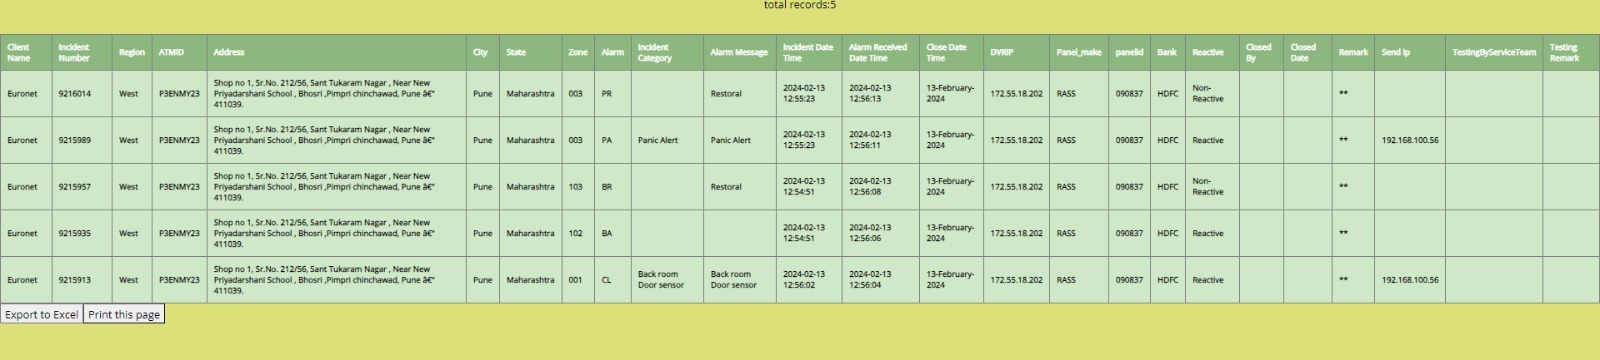 total records:5
Client Name | Incident Number | Region | ATMID | Address | City | State | Zone | Alarm | Incident Category | Alarm Message | Incident Date Time | Alarm Received Date Time | Close Date Time | DVRIP | Panel_make | panelid | Bank | Reactive | Closed By | Closed Date | Remark | Send Ip | TestingByServiceTeam | Testing Remark
Euronet | 9216014 | West | P3ENMY23 | Shop no 1, Sr.No. 212/56, Sant Tukaram Nagar , Near New Priyadarshani School , Bhosri ,Pimpri chinchawad, Pune â€“ 411039. | Pune | Maharashtra | 003 | PR | | Restoral | 2024-02-13 12:55:23 | 2024-02-13 12:56:13 | 13-February-2024 | 172.55.18.202 | RASS | 090837 | HDFC | Non-Reactive | | | ** | | |
Euronet | 9215989 | West | P3ENMY23 | Shop no 1, Sr.No. 212/56, Sant Tukaram Nagar , Near New Priyadarshani School , Bhosri ,Pimpri chinchawad, Pune â€“ 411039. | Pune | Maharashtra | 003 | PA | Panic Alert | Panic Alert | 2024-02-13 12:55:23 | 2024-02-13 12:56:11 | 13-February-2024 | 172.55.18.202 | RASS | 090837 | HDFC | Reactive | | | ** | 192.168.100.56 | |
Euronet | 9215957 | West | P3ENMY23 | Shop no 1, Sr.No. 212/56, Sant Tukaram Nagar , Near New Priyadarshani School , Bhosri ,Pimpri chinchawad, Pune â€“ 411039. | Pune | Maharashtra | 103 | BR | | Restoral | 2024-02-13 12:54:51 | 2024-02-13 12:56:08 | 13-February-2024 | 172.55.18.202 | RASS | 090837 | HDFC | Non-Reactive | | | ** | | |
Euronet | 9215935 | West | P3ENMY23 | Shop no 1, Sr.No. 212/56, Sant Tukaram Nagar , Near New Priyadarshani School , Bhosri ,Pimpri chinchawad, Pune â€“ 411039. | Pune | Maharashtra | 102 | BA | | | 2024-02-13 12:54:51 | 2024-02-13 12:56:06 | 13-February-2024 | 172.55.18.202 | RASS | 090837 | HDFC | Reactive | | | ** | | |
Euronet | 9215913 | West | P3ENMY23 | Shop no 1, Sr.No. 212/56, Sant Tukaram Nagar , Near New Priyadarshani School , Bhosri ,Pimpri chinchawad, Pune â€“ 411039. | Pune | Maharashtra | 001 | CL | Back room Door sensor | Back room Door sensor | 2024-02-13 12:56:02 | 2024-02-13 12:56:04 | 13-February-2024 | 172.55.18.202 | RASS | 090837 | HDFC | Reactive | | | ** | 192.168.100.56 | |
Export to Excel | Print this page